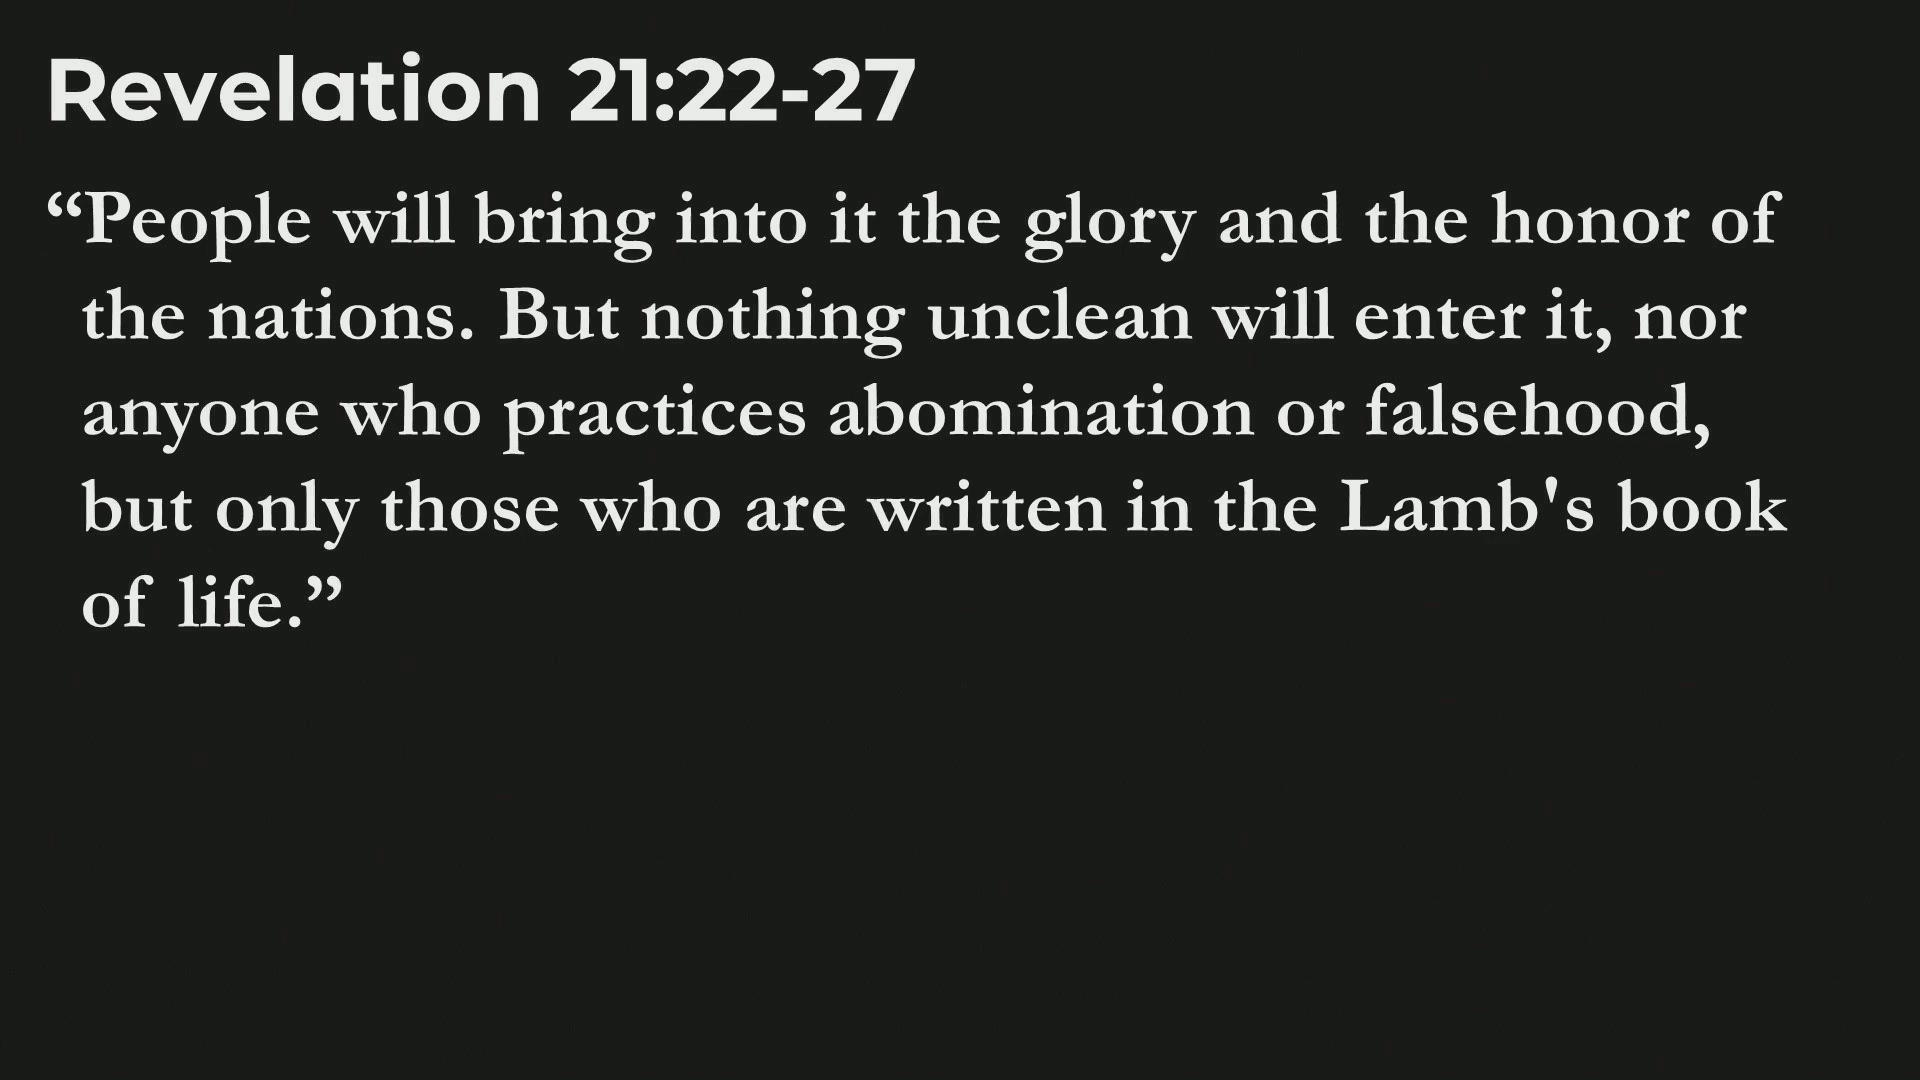 Revelation 21:22-27
“People will bring into it the glory and the honor of
the nations. But nothing unclean will enter it, nor
anyone who practices abomination or falsehood,
but only those who are written in the Lamb's book
of life.”